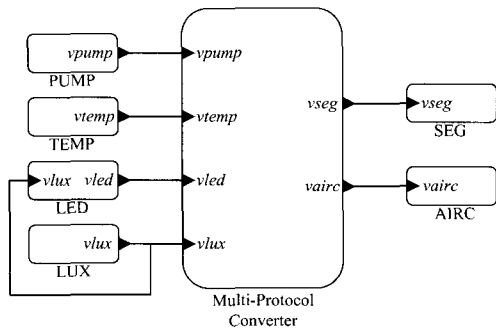 vpump vpump
PUMP
vtemp vtemp
TEMP
vlux vled vled
LED
vlux vlux
LUX
vseg vseg
SEG
vairc vairc
AIRC
Multi-Protocol
Converter